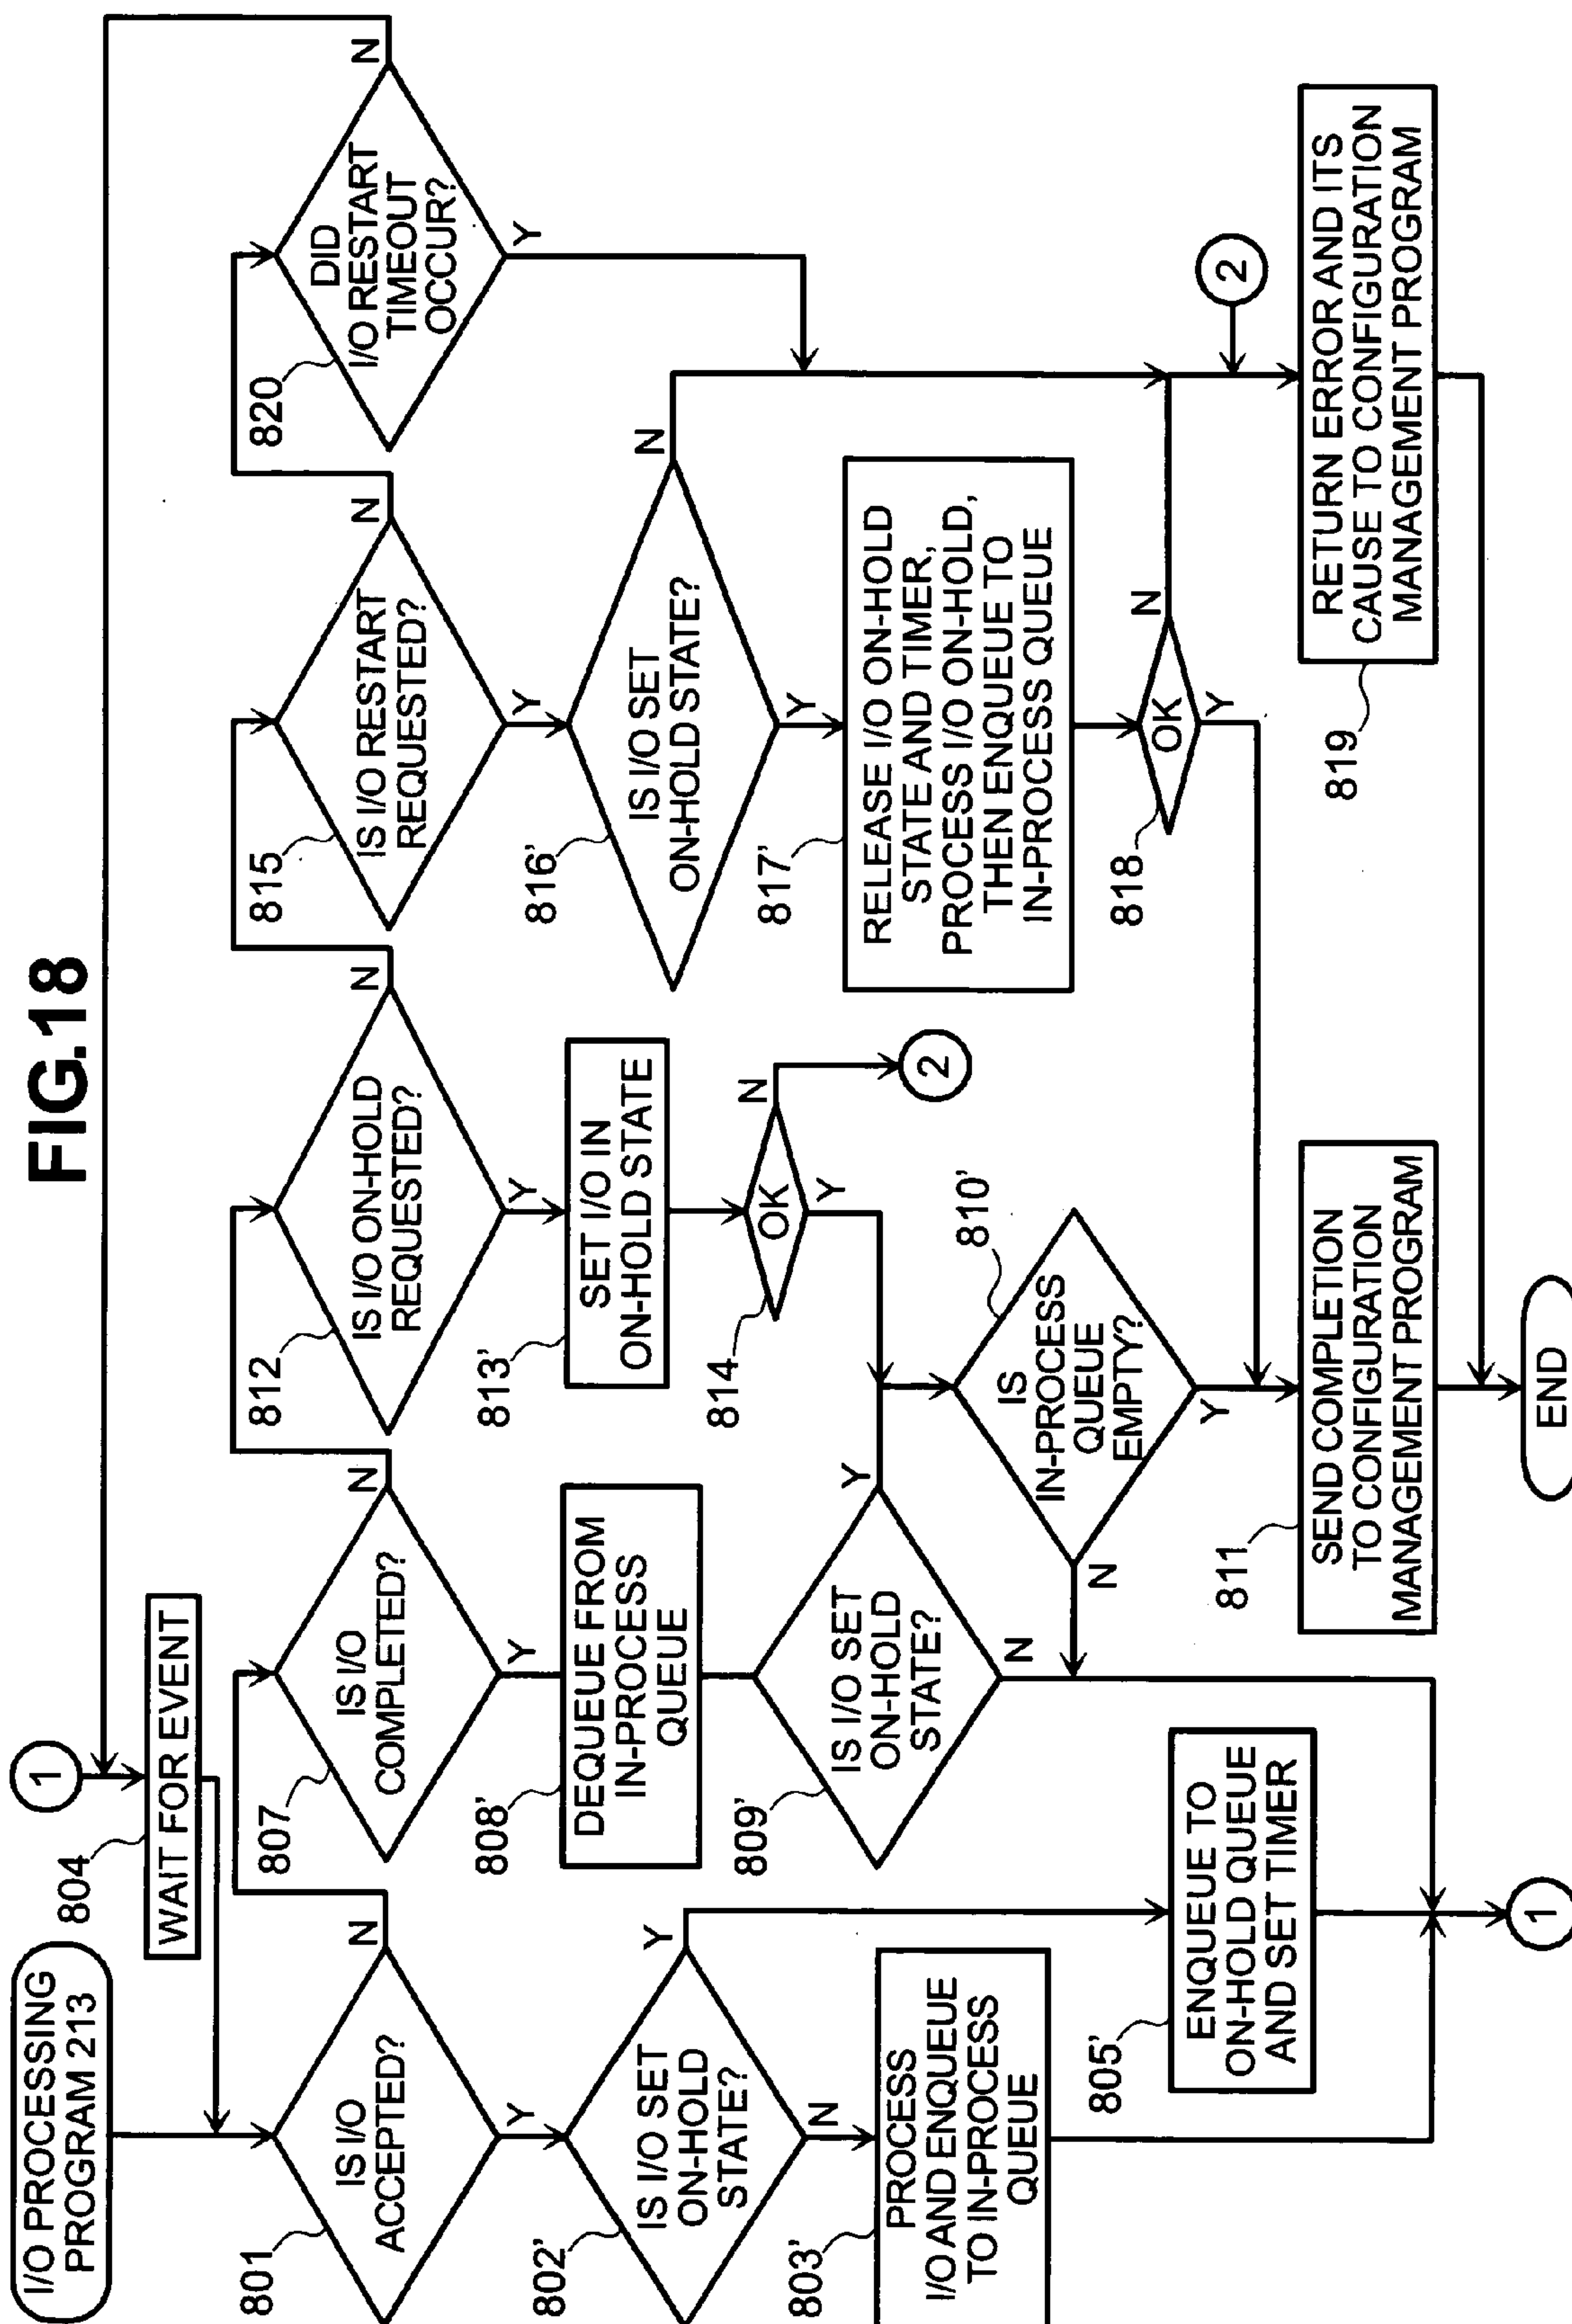 FIG.18
I/O PROCESSING
PROGRAM 213
1
804
WAIT FOR EVENT
801
IS I/O
ACCEPTED?
N
Y
802'
IS I/O SET
ON-HOLD
STATE?
Y
N
803'
PROCESS
I/O AND ENQUEUE
TO IN-PROCESS
QUEUE
805'
ENQUEUE TO
ON-HOLD QUEUE
AND SET TIMER
1
807
IS I/O
COMPLETED?
N
Y
808'
DEQUEUE FROM
IN-PROCESS
QUEUE
809'
IS I/O SET
ON-HOLD
STATE?
Y
N
812
IS I/O ON-HOLD
REQUESTED?
N
Y
813'
SET I/O IN
ON-HOLD STATE
814
OK
N
Y
2
810'
IS
IN-PROCESS
QUEUE
EMPTY?
N
Y
811
SEND COMPLETION
TO CONFIGURATION
MANAGEMENT PROGRAM
END
815
IS I/O RESTART
REQUESTED?
N
Y
816'
IS I/O SET
ON-HOLD STATE?
N
Y
817'
RELEASE I/O ON-HOLD
STATE AND TIMER,
PROCESS I/O ON-HOLD,
THEN ENQUEUE TO
IN-PROCESS QUEUE
818
OK
N
Y
820
DID
I/O RESTART
TIMEOUT
OCCUR?
N
Y
2
819
RETURN ERROR AND ITS
CAUSE TO CONFIGURATION
MANAGEMENT PROGRAM